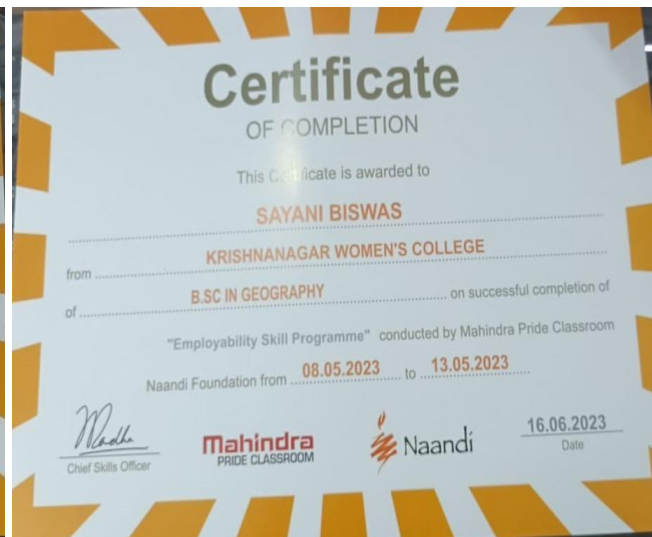 Certificate
OF COMPLETION
This Certificate is awarded to
SAYANI BISWAS
from KRISHNANAGAR WOMEN'S COLLEGE
of B.SC IN GEOGRAPHY on successful completion of
"Employability Skill Programme" conducted by Mahindra Pride Classroom
Naandi Foundation from 08.05.2023 to 13.05.2023
Chief Skills Officer
Mahindra
PRIDE CLASSROOM
Naandi
16.06.2023
Date